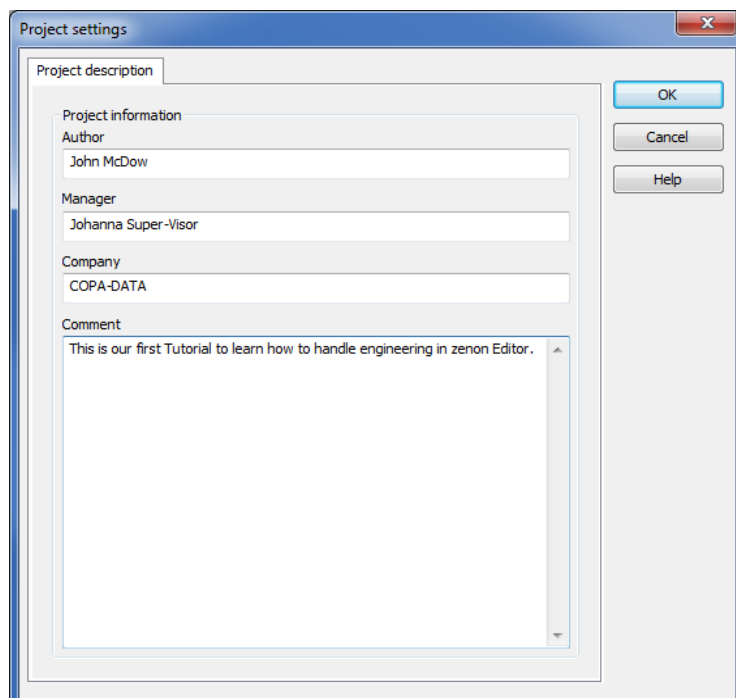 Project settings
Project description
OK
Project information
Author
Cancel
John McDow
Help
Manager
Johanna Super-Visor
Company
COPA-DATA
Comment
This is our first Tutorial to learn how to handle engineering in zenon Editor.